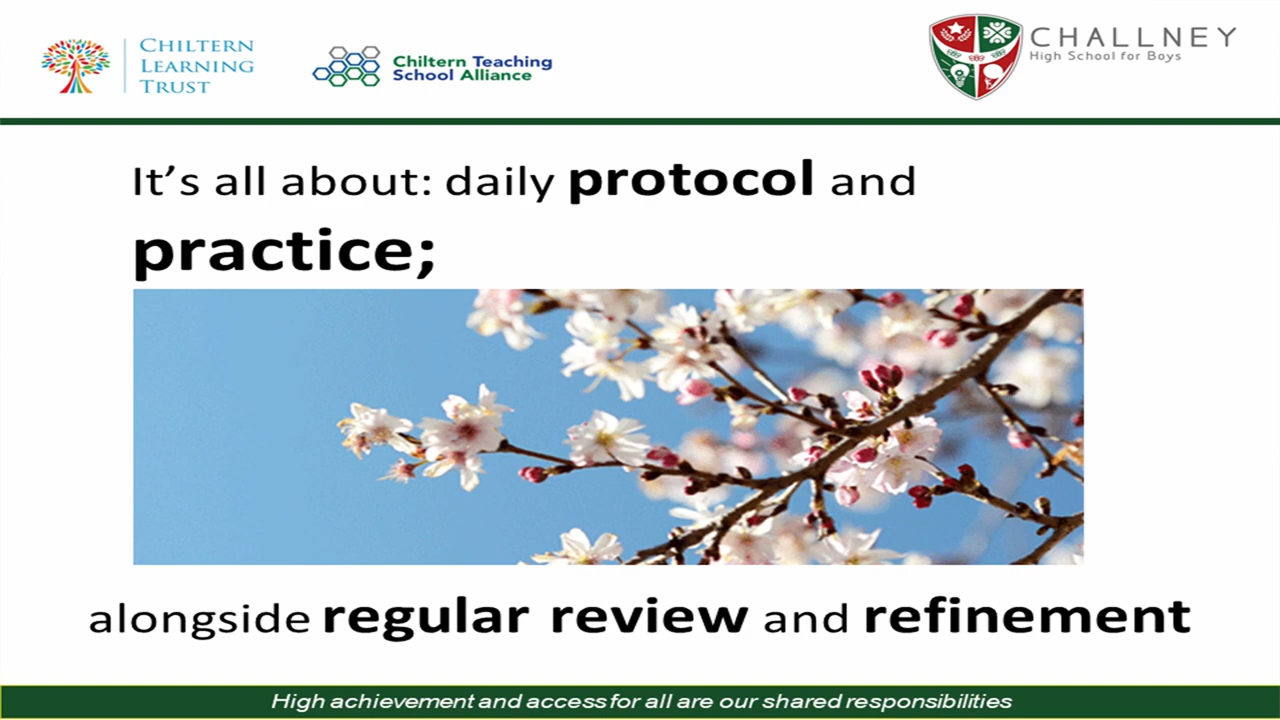 CHILTERN
LEARNING
TRUST
Chiltern Teaching
School Alliance
CHALLNEY
High School for Boys
It's all about: daily protocol and
practice;
alongside regular review and refinement
High achievement and access for all are our shared responsibilities